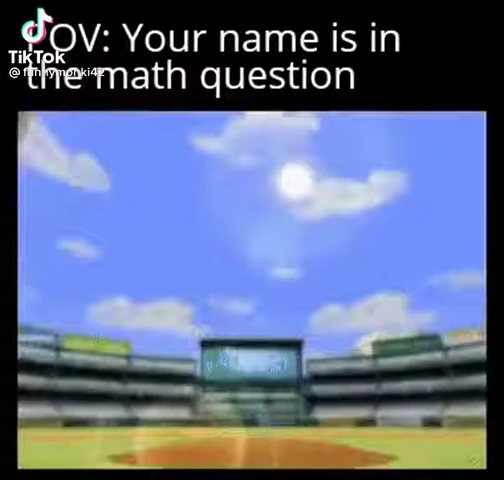 POV: Your name is in
the math question
TikTok
@ funnymonki42